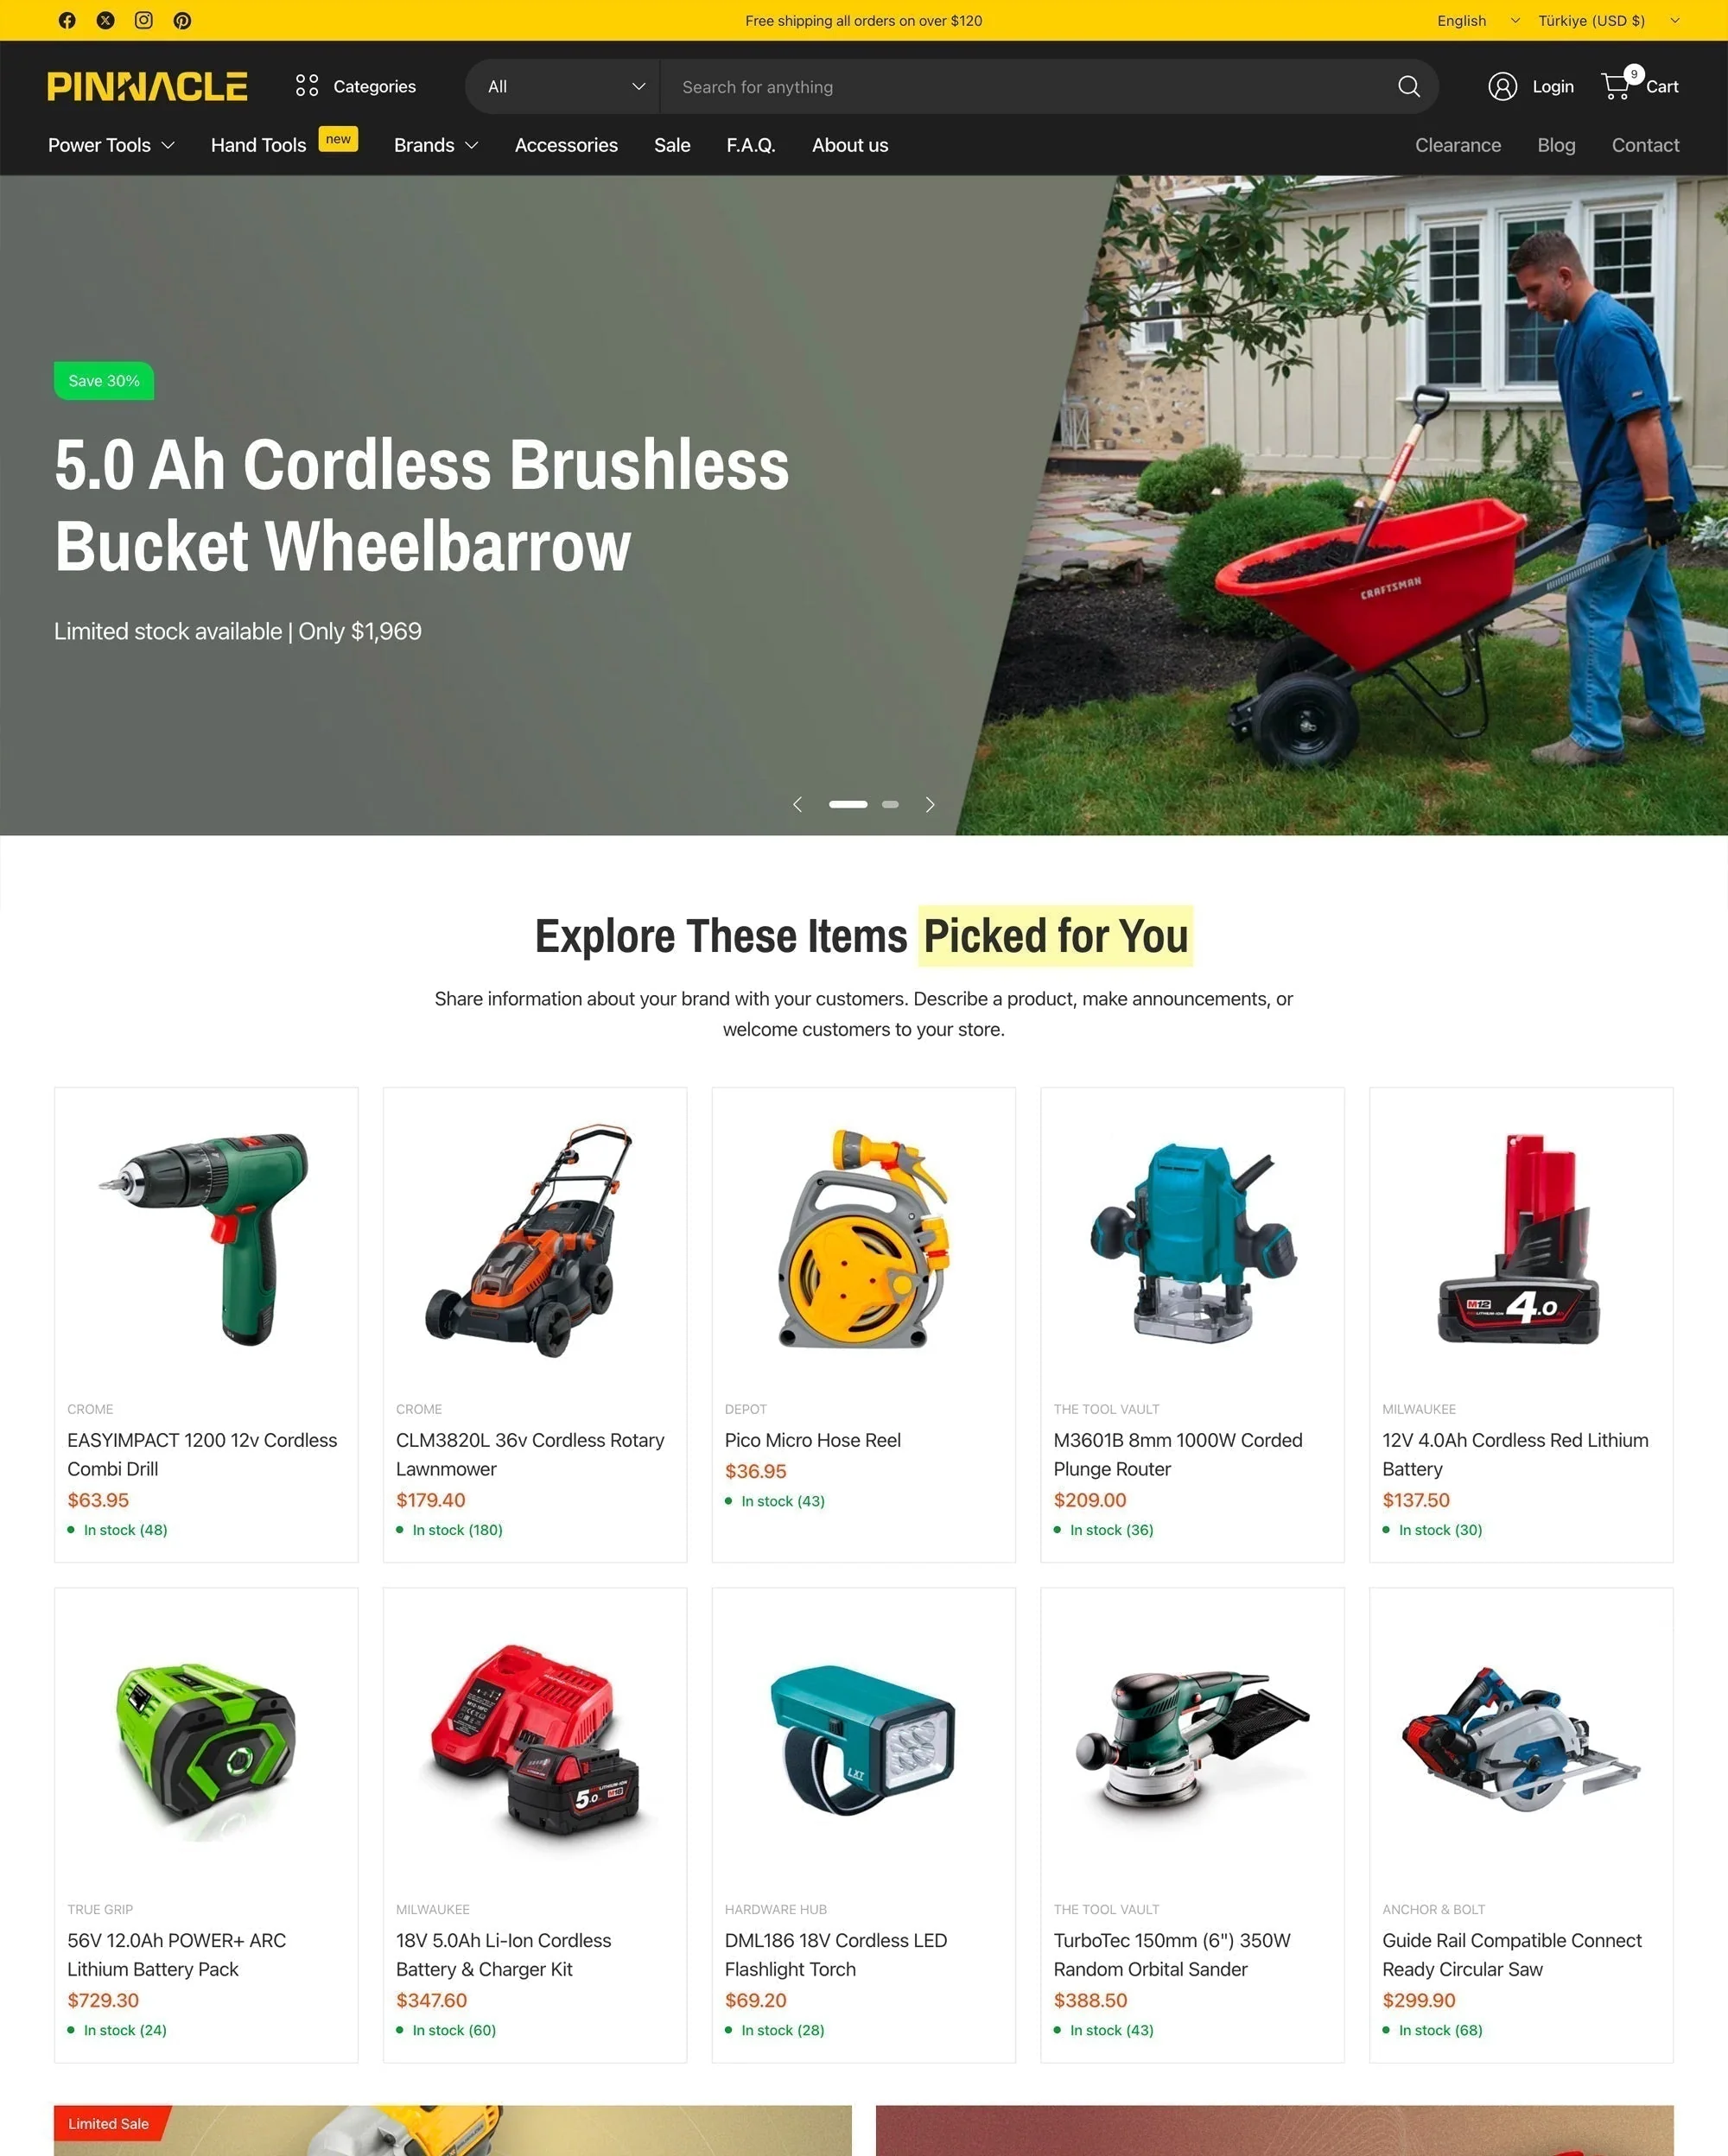 Free shipping all orders on over $120
English
Türkiye (USD $)
PINNACLE
Categories
All
Search for anything
Login
9
Cart
Power Tools
Hand Tools
new
Brands
Accessories
Sale
F.A.Q.
About us
Clearance
Blog
Contact
Save 30%
5.0 Ah Cordless Brushless
Bucket Wheelbarrow
Limited stock available | Only $1,969
CRAFTSMAN
Explore These Items Picked for You
Share information about your brand with your customers. Describe a product, make announcements, or
welcome customers to your store.
CROME
EASYIMPACT 1200 12v Cordless
Combi Drill
$63.95
In stock (48)
CROME
CLM3820L 36v Cordless Rotary
Lawnmower
$179.40
In stock (180)
DEPOT
Pico Micro Hose Reel
$36.95
In stock (43)
THE TOOL VAULT
M3601B 8mm 1000W Corded
Plunge Router
$209.00
In stock (36)
M12
4.0
MILWAUKEE
12V 4.0Ah Cordless Red Lithium
Battery
$137.50
In stock (30)
TRUE GRIP
56V 12.0Ah POWER+ ARC
Lithium Battery Pack
$729.30
In stock (24)
5.0
M18
MILWAUKEE
18V 5.0Ah Li-Ion Cordless
Battery & Charger Kit
$347.60
In stock (60)
LXT
HARDWARE HUB
DML186 18V Cordless LED
Flashlight Torch
$69.20
In stock (28)
THE TOOL VAULT
TurboTec 150mm (6") 350W
Random Orbital Sander
$388.50
In stock (43)
ANCHOR & BOLT
Guide Rail Compatible Connect
Ready Circular Saw
$299.90
In stock (68)
Limited Sale